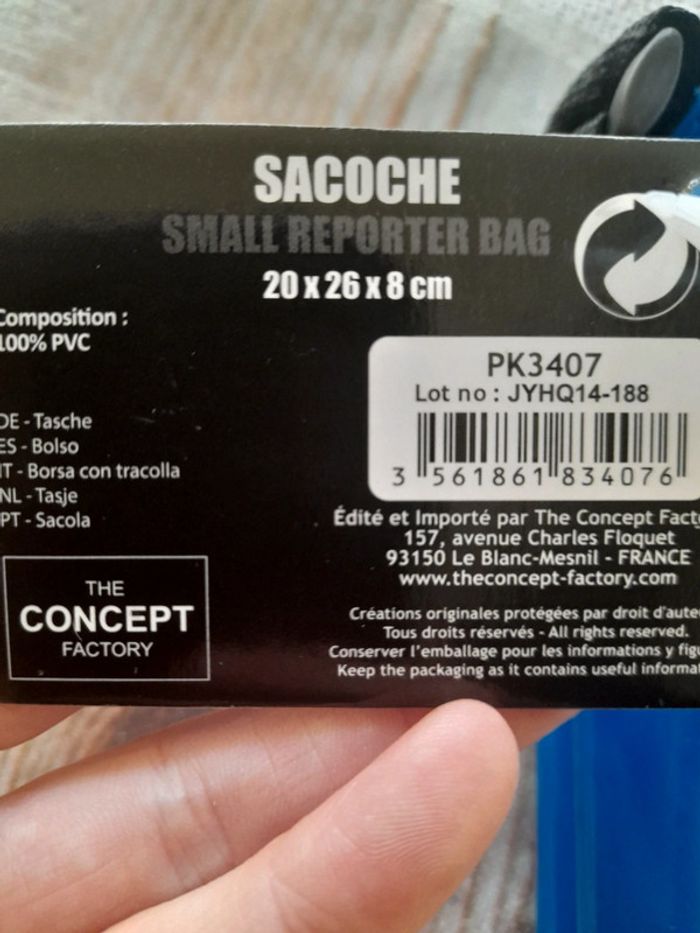 SACOCHE
SMALL REPORTER BAG
20 x 26 x 8 cm
Composition :
100% PVC
DE - Tasche
ES - Bolso
IT - Borsa con tracolla
NL - Tasje
PT - Sacola
THE
CONCEPT
FACTORY
PK3407
Lot no : JYHQ14-188
3 561861 834076
Édité et Importé par The Concept Fact
157, avenue Charles Floquet
93150 Le Blanc-Mesnil - FRANCE
www.theconcept-factory.com
Créations originales protégées par droit d'aute
Tous droits réservés - All rights reserved.
Conserver l'emballage pour les informations y figu
Keep the packaging as it contains useful informa